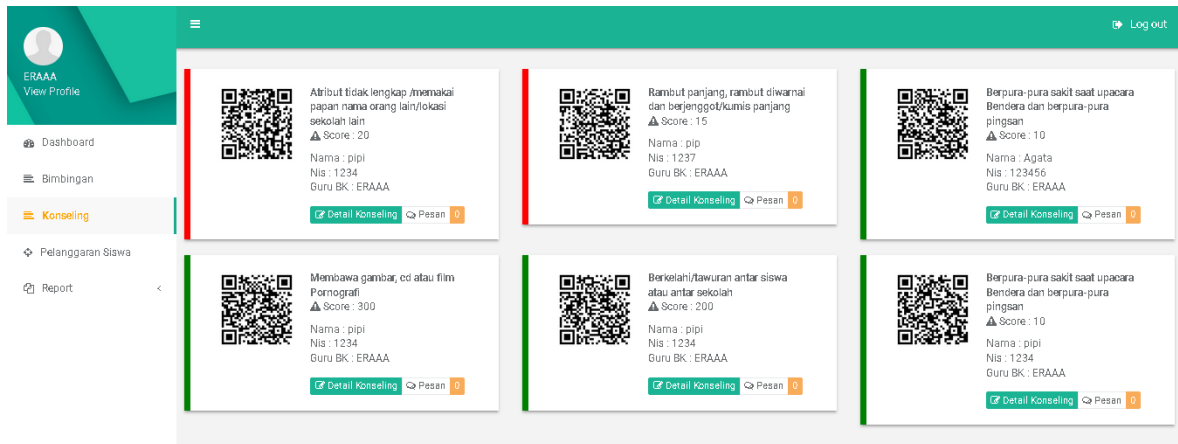 ERAAA
View Profile
Dashboard
Bimbingan
Konseling
Pelanggaran Siswa
Report
Log out
Atribut tidak lengkap /memakai
papan nama orang lain/lokasi
sekolah lain
Score : 20
Nama : pipi
Nis : 1234
Guru BK : ERAAA
Detail Konseling Pesan 0
Rambut panjang, rambut diwarnai
dan berjenggot/kumis panjang
Score : 15
Nama : pip
Nis : 1237
Guru BK : ERAAA
Detail Konseling Pesan 0
Berpura-pura sakit saat upacara
Bendera dan berpura-pura
pingsan
Score : 10
Nama : Agata
Nis : 123456
Guru BK : ERAAA
Detail Konseling Pesan 0
Membawa gambar, cd atau film
Pornografi
Score : 300
Nama : pipi
Nis : 1234
Guru BK : ERAAA
Detail Konseling Pesan 0
Berkelahi/tawuran antar siswa
atau antar sekolah
Score : 200
Nama : pipi
Nis : 1234
Guru BK : ERAAA
Detail Konseling Pesan 0
Berpura-pura sakit saat upacara
Bendera dan berpura-pura
pingsan
Score : 10
Nama : pipi
Nis : 1234
Guru BK : ERAAA
Detail Konseling Pesan 0